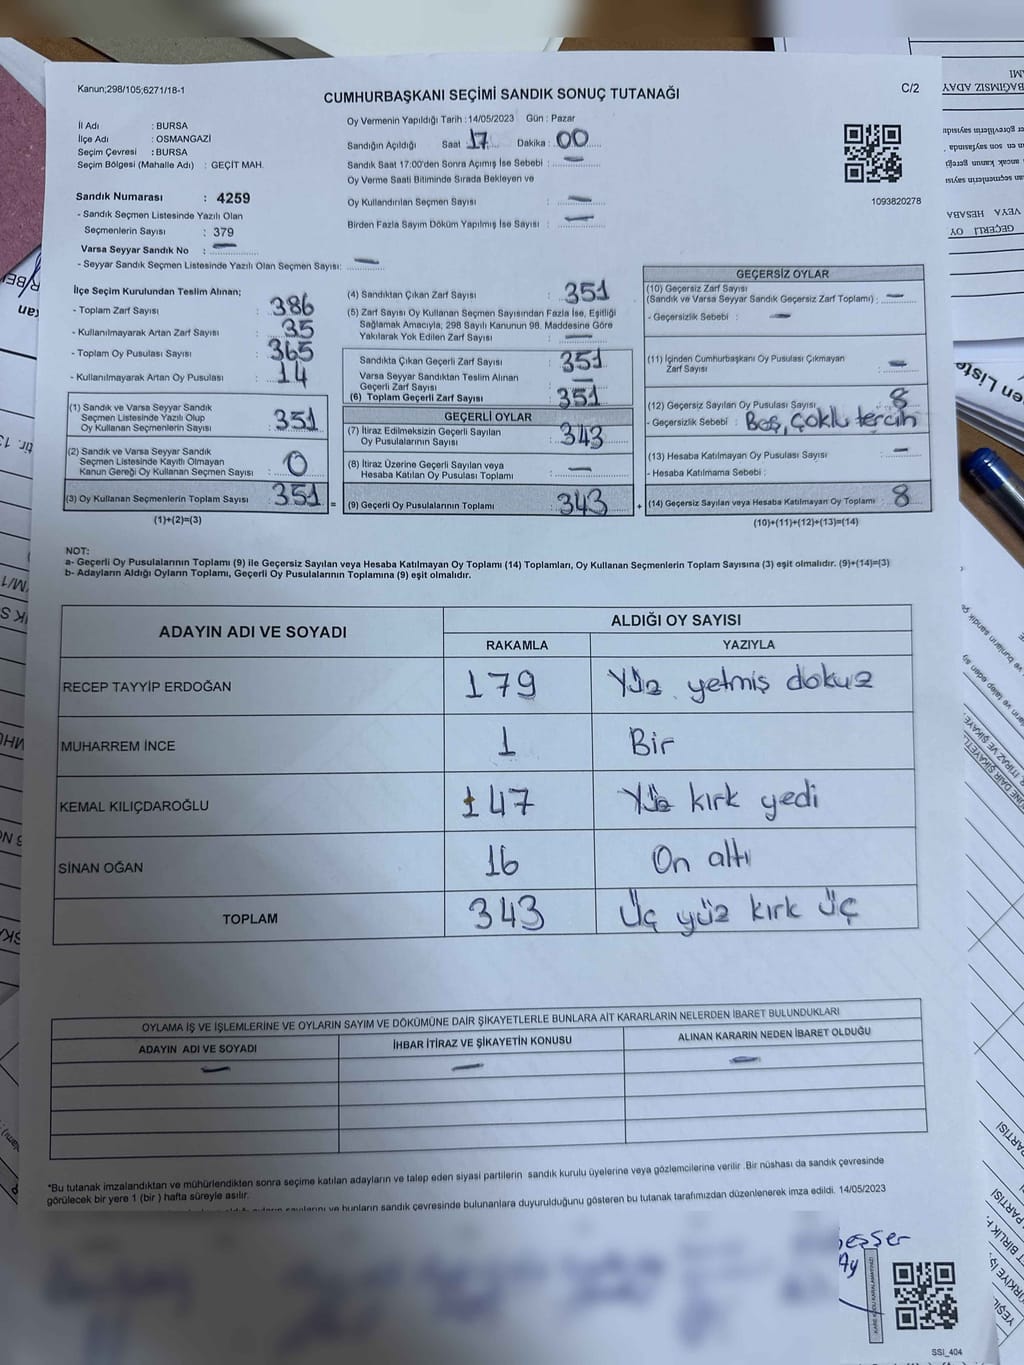 Kanun;298/105;6271/18-1
CUMHURBAŞKANI SEÇİMİ SANDIK SONUÇ TUTANAĞI
C/2
İl Adı : BURSA
İlçe Adı : OSMANGAZİ
Seçim Çevresi : BURSA
Seçim Bölgesi (Mahalle Adı) : GEÇİT MAH.
Sandık Numarası : 4259
- Sandık Seçmen Listesinde Yazılı Olan
Seçmenlerin Sayısı : 379
Varsa Seyyar Sandık No : —
- Seyyar Sandık Seçmen Listesinde Yazılı Olan Seçmen Sayısı: —
Oy Vermenin Yapıldığı Tarih : 14/05/2023 Gün : Pazar
Sandığın Açıldığı Saat 17 Dakika : 00
Sandık Saat 17:00'den Sonra Açımış İse Sebebi : —
Oy Verme Saati Bitiminde Sırada Bekleyen ve
Oy Kullandırılan Seçmen Sayısı : —
Birden Fazla Sayım Döküm Yapılmış İse Sayısı : —
1093820278
İlçe Seçim Kurulundan Teslim Alınan;
- Toplam Zarf Sayısı : 386
- Kullanılmayarak Artan Zarf Sayısı : 35
- Toplam Oy Pusulası Sayısı : 365
- Kullanılmayarak Artan Oy Pusulası : 14
(1) Sandık ve Varsa Seyyar Sandık
Seçmen Listesinde Yazılı Olup
Oy Kullanan Seçmenlerin Sayısı : 351
(2) Sandık ve Varsa Seyyar Sandık
Seçmen Listesinde Kayıtlı Olmayan
Kanun Gereği Oy Kullanan Seçmen Sayısı : 0
(3) Oy Kullanan Seçmenlerin Toplam Sayısı : 351
(1)+(2)=(3)
(4) Sandıktan Çıkan Zarf Sayısı : 351
(5) Zarf Sayısı Oy Kullanan Seçmen Sayısından Fazla İse, Eşitliği
Sağlamak Amacıyla; 298 Sayılı Kanunun 98. Maddesine Göre
Yakılarak Yok Edilen Zarf Sayısı : —
Sandıkta Çıkan Geçerli Zarf Sayısı : 351
Varsa Seyyar Sandıktan Teslim Alınan
Geçerli Zarf Sayısı : —
(6) Toplam Geçerli Zarf Sayısı : 351
GEÇERLİ OYLAR
(7) İtiraz Edilmeksizin Geçerli Sayılan
Oy Pusulalarının Sayısı : 343
(8) İtiraz Üzerine Geçerli Sayılan veya
Hesaba Katılan Oy Pusulası Toplamı : —
= (9) Geçerli Oy Pusulalarının Toplamı : 343
GEÇERSİZ OYLAR
(10) Geçersiz Zarf Sayısı
(Sandık ve Varsa Seyyar Sandık Geçersiz Zarf Toplamı) : —
- Geçersizlik Sebebi : —
(11) İçinden Cumhurbaşkanı Oy Pusulası Çıkmayan
Zarf Sayısı : —
(12) Geçersiz Sayılan Oy Pusulası Sayısı : 8
- Geçersizlik Sebebi : Boş, çoklu tercih
(13) Hesaba Katılmayan Oy Pusulası Sayısı : —
- Hesaba Katılmama Sebebi :
+ (14) Geçersiz Sayılan veya Hesaba Katılmayan Oy Toplamı : 8
(10)+(11)+(12)+(13)=(14)
NOT:
a- Geçerli Oy Pusulalarının Toplamı (9) ile Geçersiz Sayılan veya Hesaba Katılmayan Oy Toplamı (14) Toplamları, Oy Kullanan Seçmenlerin Toplam Sayısına (3) eşit olmalıdır. (9)+(14)=(3)
b- Adayların Aldığı Oyların Toplamı, Geçerli Oy Pusulalarının Toplamına (9) eşit olmalıdır.
ADAYIN ADI VE SOYADI ALDIĞI OY SAYISI
RAKAMLA YAZIYLA
RECEP TAYYİP ERDOĞAN 179 Yüz yetmiş dokuz
MUHARREM İNCE 1 Bir
KEMAL KILIÇDAROĞLU 147 Yüz kırk yedi
SİNAN OĞAN 16 On altı
TOPLAM 343 Üç yüz kırk üç
OYLAMA İŞ VE İŞLEMLERİNE VE OYLARIN SAYIM VE DÖKÜMÜNE DAİR ŞİKAYETLERLE BUNLARA AİT KARARLARIN NELERDEN İBARET BULUNDUKLARI
ADAYIN ADI VE SOYADI İHBAR İTİRAZ VE ŞİKAYETİN KONUSU ALINAN KARARIN NEDEN İBARET OLDUĞU
— — —
*Bu tutanak imzalandıktan ve mühürlendikten sonra seçime katılan adayların ve talep eden siyasi partilerin sandık kurulu üyelerine veya gözlemcilerine verilir .Bir nüshası da sandık çevresinde
görülecek bir yere 1 (bir ) hafta süreyle asılır.
sayılarını ve bunların sandık çevresinde bulunanlara duyurulduğunu gösteren bu tutanak tarafımızdan düzenlenerek imza edildi. 14/05/2023
Ay
KARE KODU KARALAMAYINIZ!
SSI_404